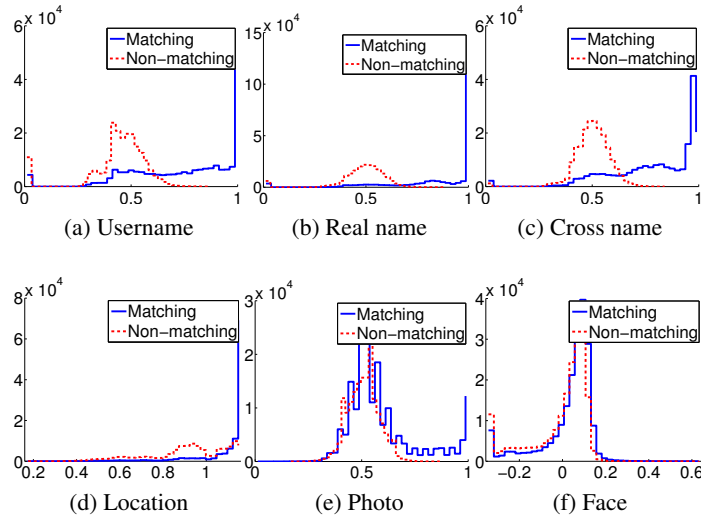 x 10^4
6
4
2
0
0 0.5 1
Matching
Non−matching
(a) Username
x 10^4
15
10
5
0
0 0.5 1
Matching
Non−matching
(b) Real name
x 10^4
6
4
2
0
0 0.5 1
Matching
Non−matching
(c) Cross name
x 10^4
8
6
4
2
0
0.2 0.4 0.6 0.8 1
Matching
Non−matching
(d) Location
x 10^4
3
2
1
0
0 0.5 1
Matching
Non−matching
(e) Photo
x 10^4
4
3
2
1
0
−0.2 0 0.2 0.4 0.6
Matching
Non−matching
(f) Face